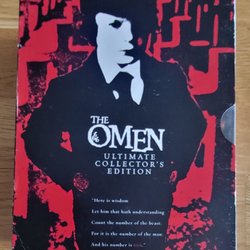 THE
OMEN
ULTIMATE
COLLECTOR'S
EDITION
"Here is wisdom
Let him that hath understanding
Count the number of the beast:
For it is the number of the man.
And his number is